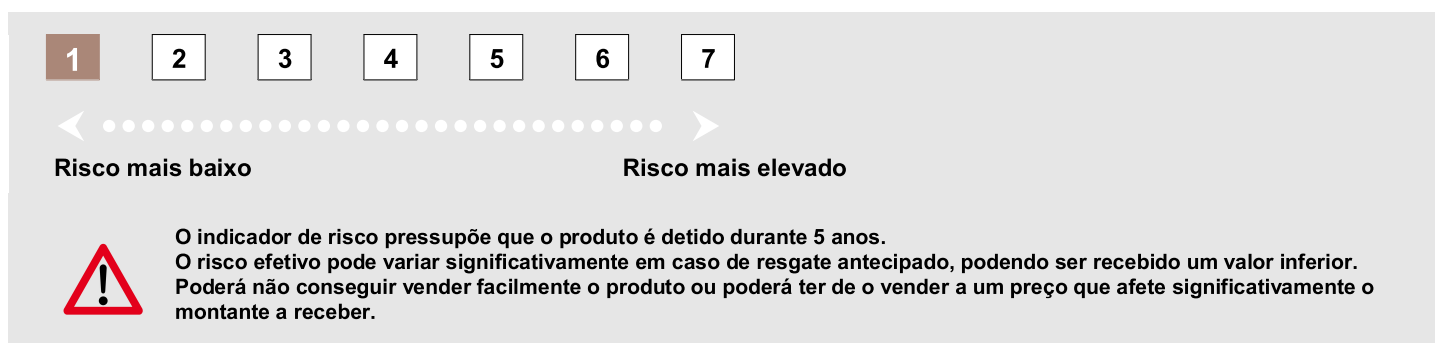 1 2 3 4 5 6 7
Risco mais baixo Risco mais elevado
O indicador de risco pressupõe que o produto é detido durante 5 anos.
O risco efetivo pode variar significativamente em caso de resgate antecipado, podendo ser recebido um valor inferior.
Poderá não conseguir vender facilmente o produto ou poderá ter de o vender a um preço que afete significativamente o
montante a receber.